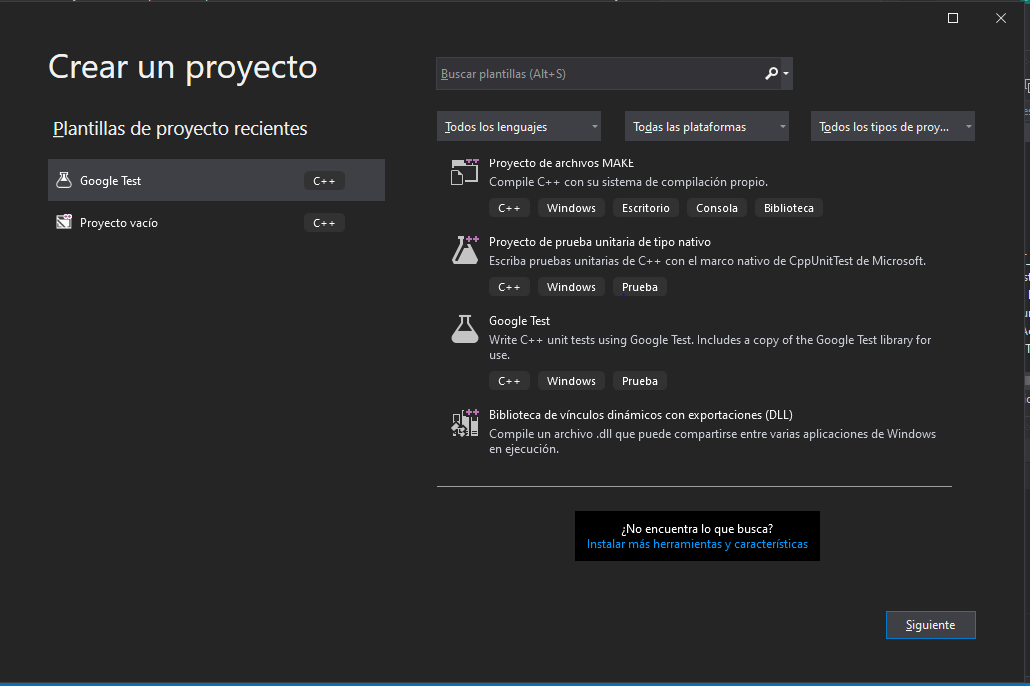 Crear un proyecto
Plantillas de proyecto recientes
Google Test C++
Proyecto vacío C++
Buscar plantillas (Alt+S)
Todos los lenguajes Todas las plataformas Todos los tipos de proy...
Proyecto de archivos MAKE
Compile C++ con su sistema de compilación propio.
C++ Windows Escritorio Consola Biblioteca
Proyecto de prueba unitaria de tipo nativo
Escriba pruebas unitarias de C++ con el marco nativo de CppUnitTest de Microsoft.
C++ Windows Prueba
Google Test
Write C++ unit tests using Google Test. Includes a copy of the Google Test library for
use.
C++ Windows Prueba
Biblioteca de vínculos dinámicos con exportaciones (DLL)
Compile un archivo .dll que puede compartirse entre varias aplicaciones de Windows
en ejecución.
¿No encuentra lo que busca?
Instalar más herramientas y características
Siguiente